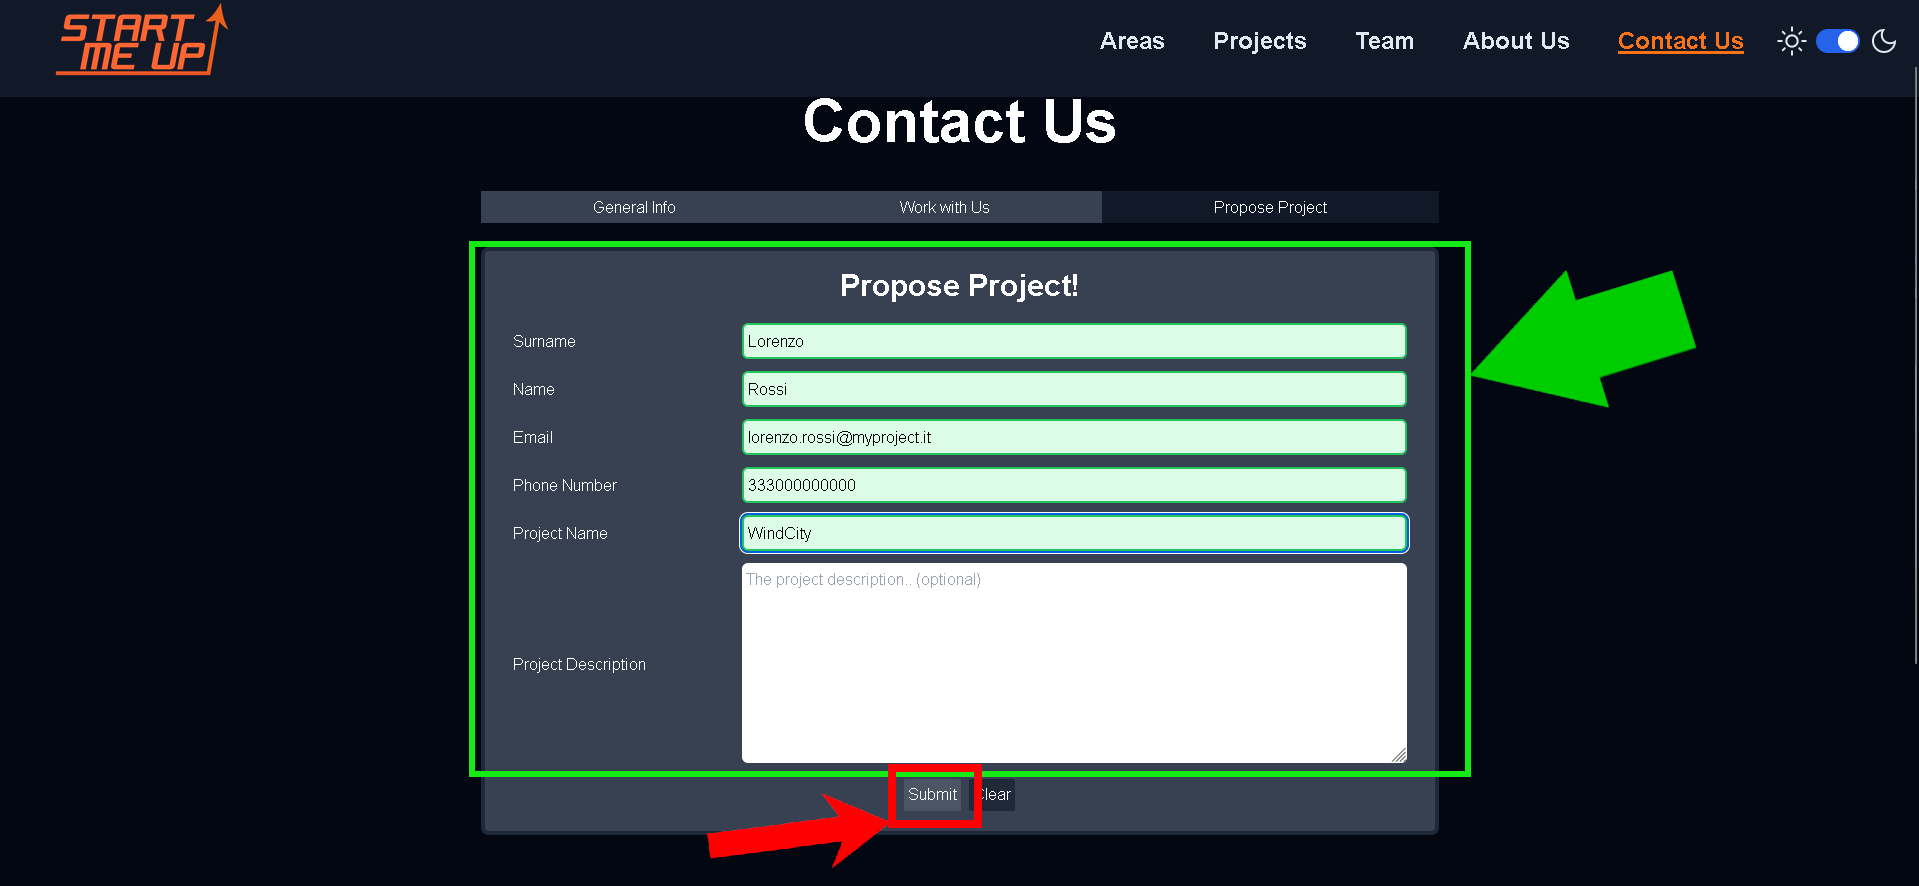 START
ME UP
Areas Projects Team About Us Contact Us
Contact Us
General Info Work with Us Propose Project
Propose Project!
Surname Lorenzo
Name Rossi
Email lorenzo.rossi@myproject.it
Phone Number 333000000000
Project Name WindCity
The project description.. (optional)
Project Description
Submit Clear